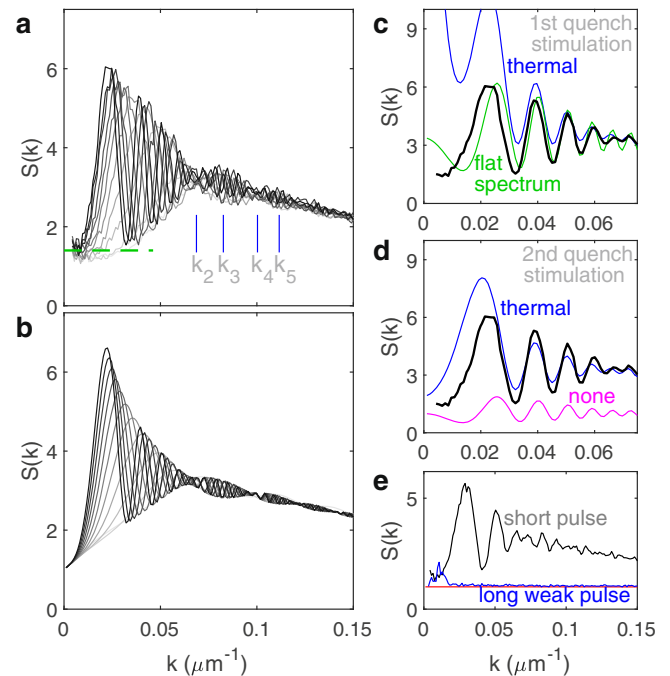 a
6
4
2
0
S(k)
k2 k3 k4 k5
b
6
4
2
0
S(k)
0 0.05 0.1 0.15
k (μm⁻¹)
c
9
6
3
0
S(k)
1st quench
stimulation
thermal
flat
spectrum
0 0.02 0.04 0.06
d
9
6
3
0
S(k)
2nd quench
stimulation
thermal
none
0 0.02 0.04 0.06
e
5
0
S(k)
short pulse
long weak pulse
0 0.05 0.1 0.15
k (μm⁻¹)